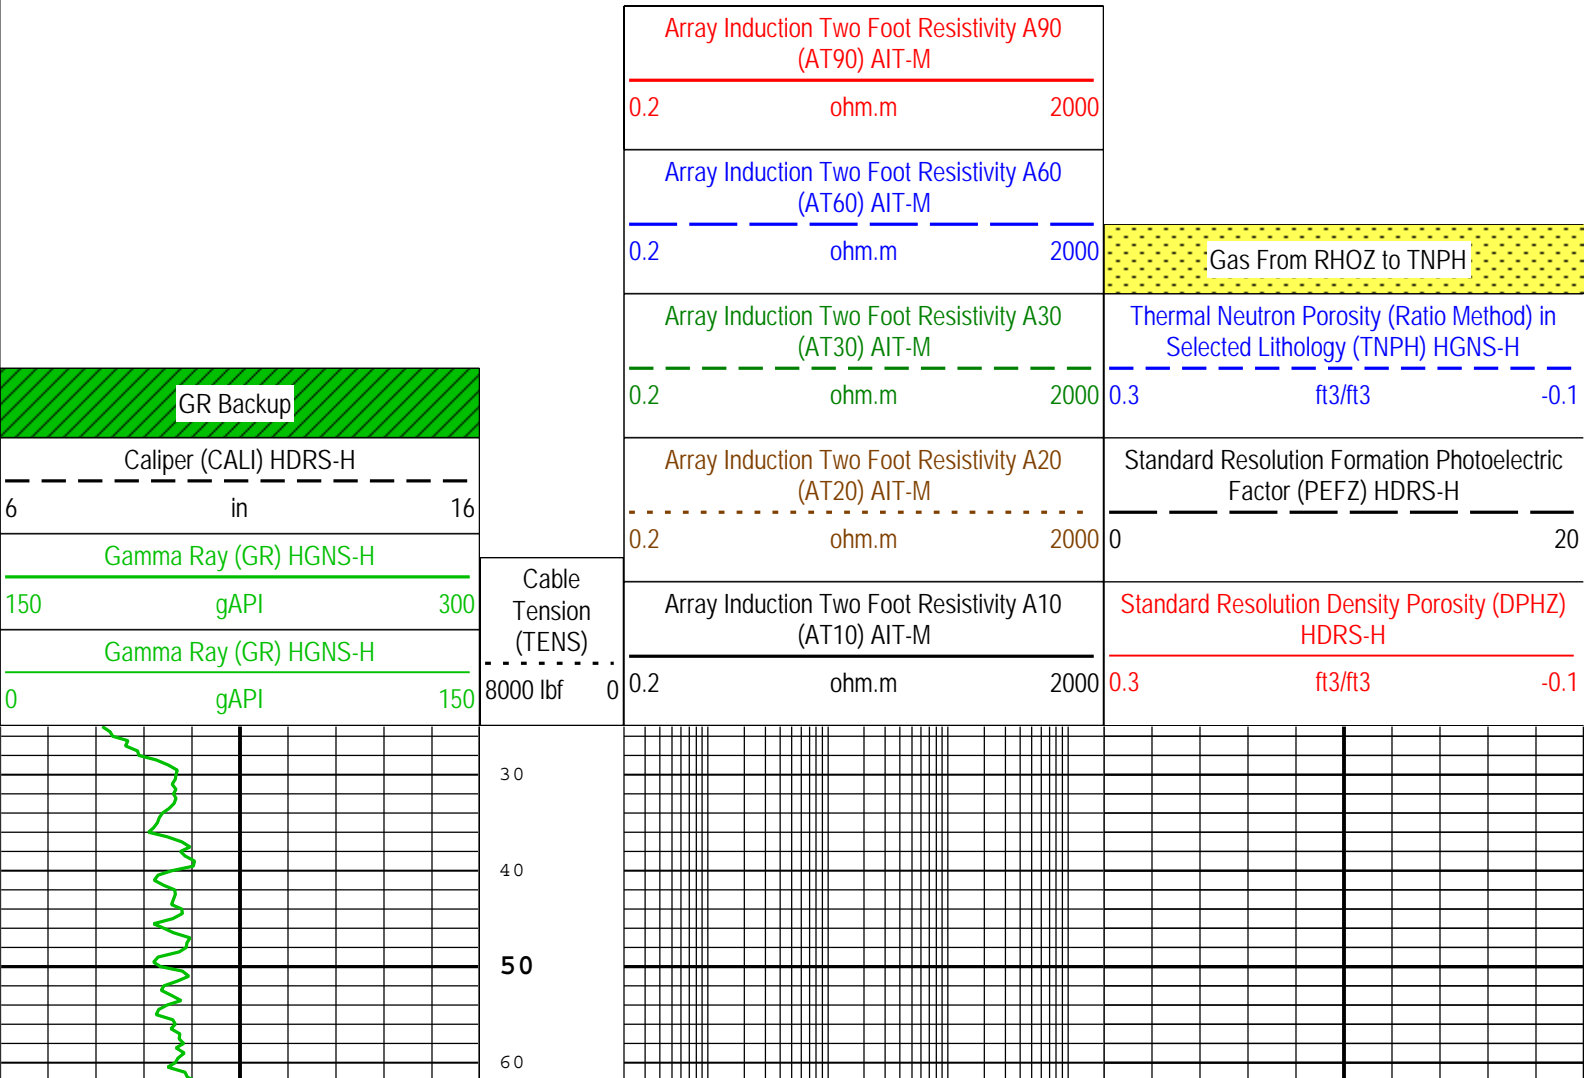 GR Backup
Caliper (CALI) HDRS-H
6 in 16
Gamma Ray (GR) HGNS-H
150 gAPI 300
Gamma Ray (GR) HGNS-H
0 gAPI 150
Cable
Tension
(TENS)
8000 lbf 0
Array Induction Two Foot Resistivity A90
(AT90) AIT-M
0.2 ohm.m 2000
Array Induction Two Foot Resistivity A60
(AT60) AIT-M
0.2 ohm.m 2000
Array Induction Two Foot Resistivity A30
(AT30) AIT-M
0.2 ohm.m 2000
Array Induction Two Foot Resistivity A20
(AT20) AIT-M
0.2 ohm.m 2000
Array Induction Two Foot Resistivity A10
(AT10) AIT-M
0.2 ohm.m 2000
Gas From RHOZ to TNPH
Thermal Neutron Porosity (Ratio Method) in
Selected Lithology (TNPH) HGNS-H
0.3 ft3/ft3 -0.1
Standard Resolution Formation Photoelectric
Factor (PEFZ) HDRS-H
0 20
Standard Resolution Density Porosity (DPHZ)
HDRS-H
0.3 ft3/ft3 -0.1
30
40
50
60